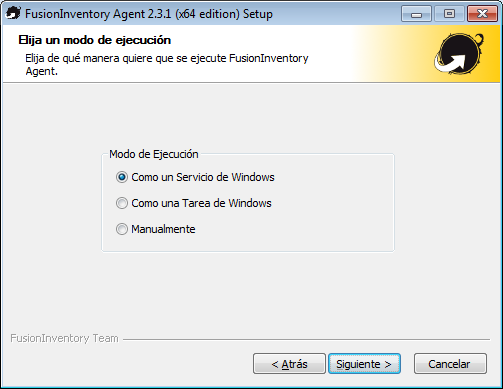 FusionInventory Agent 2.3.1 (x64 edition) Setup
Elija un modo de ejecución
Elija de qué manera quiere que se ejecute FusionInventory
Agent.
Modo de Ejecución
Como un Servicio de Windows
Como una Tarea de Windows
Manualmente
FusionInventory Team
< Atrás
Siguiente >
Cancelar